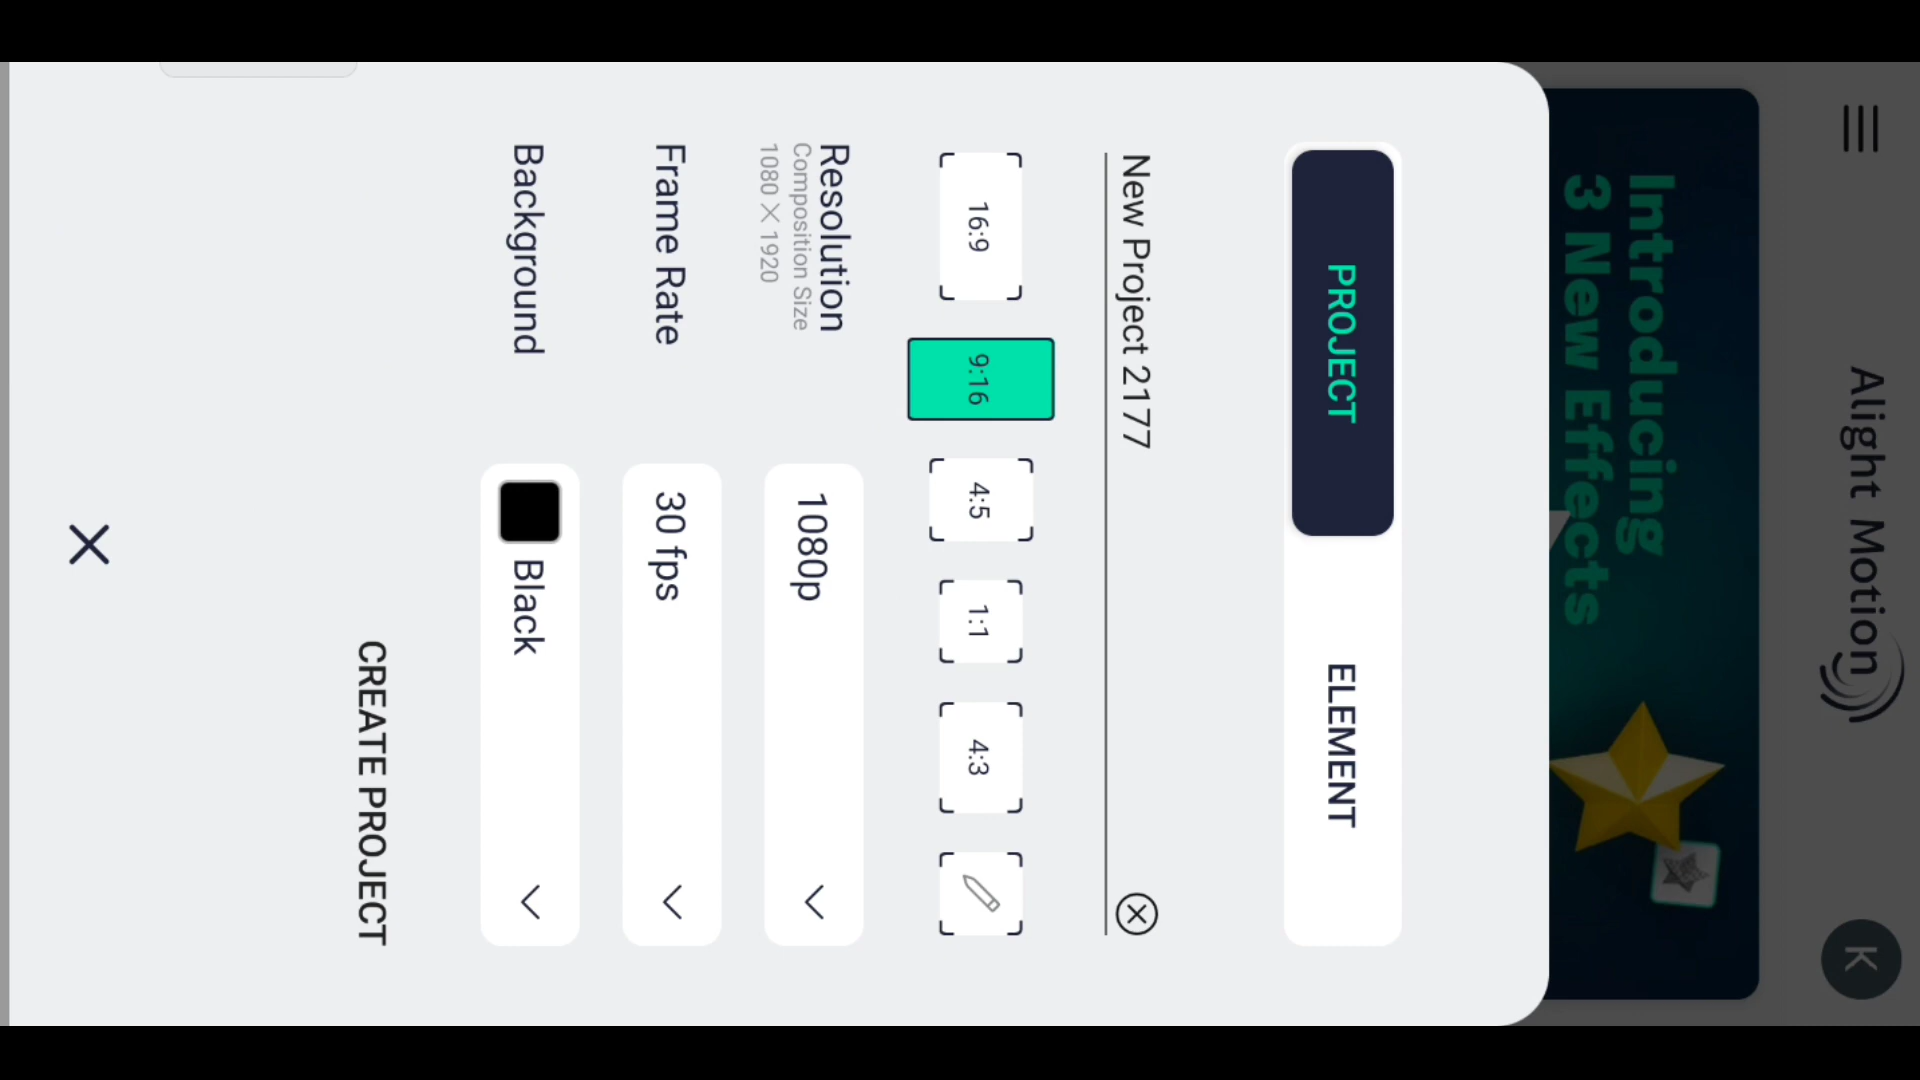 Alight Motion
K
Introducing
3 New Effects
PROJECT
ELEMENT
New Project 2177
16:9
9:16
4:5
1:1
4:3
Resolution
Composition Size
1080 X 1920
1080p
Frame Rate
30 fps
Background
Black
CREATE PROJECT